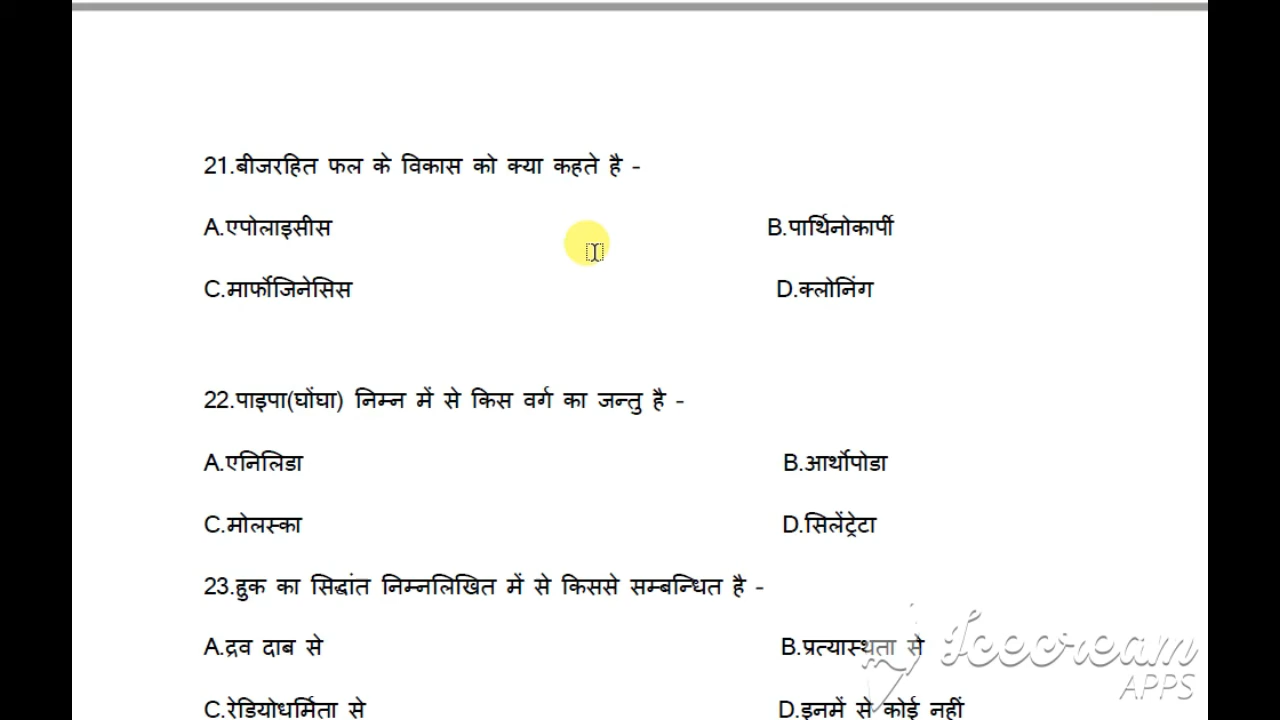 21.बीजरहित फल के विकास को क्या कहते है -
A.एपोलाइसीस B.पार्थिनोकार्पी
C.मार्फोजिनेसिस D.क्लोनिंग
22.पाइपा(घोंघा) निम्न में से किस वर्ग का जन्तु है -
A.एनिलिडा B.आर्थोपोडा
C.मोलस्का D.सिलेंट्रेटा
23.हुक का सिद्धांत निम्नलिखित में से किससे सम्बन्धित है -
A.द्रव दाब से B.प्रत्यास्थता से
C.रेडियोधर्मिता से D.इनमें से कोई नहीं
Icecream
APPS